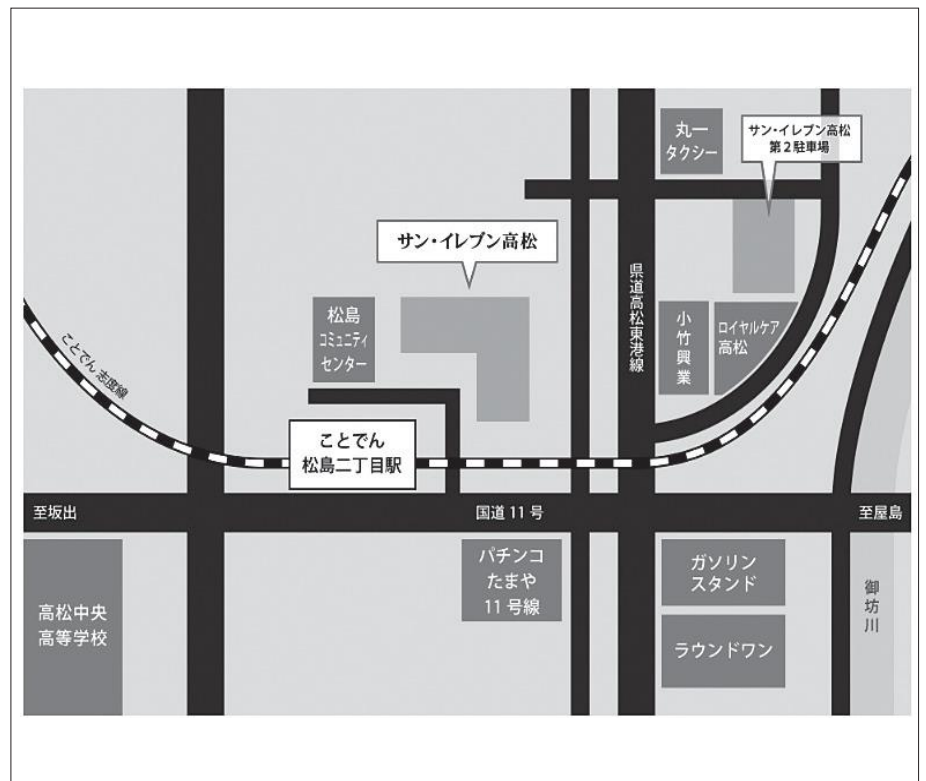 丸一
タクシー
サン・イレブン高松
第2駐車場
サン・イレブン高松
県道高松東港線
松島
コミュニティ
センター
小竹興業
ロイヤルケア
高松
ことでん 志度線
ことでん
松島二丁目駅
至坂出
国道11号
至屋島
高松中央
高等学校
パチンコ
たまや
11号線
ガソリン
スタンド
ラウンドワン
御坊川